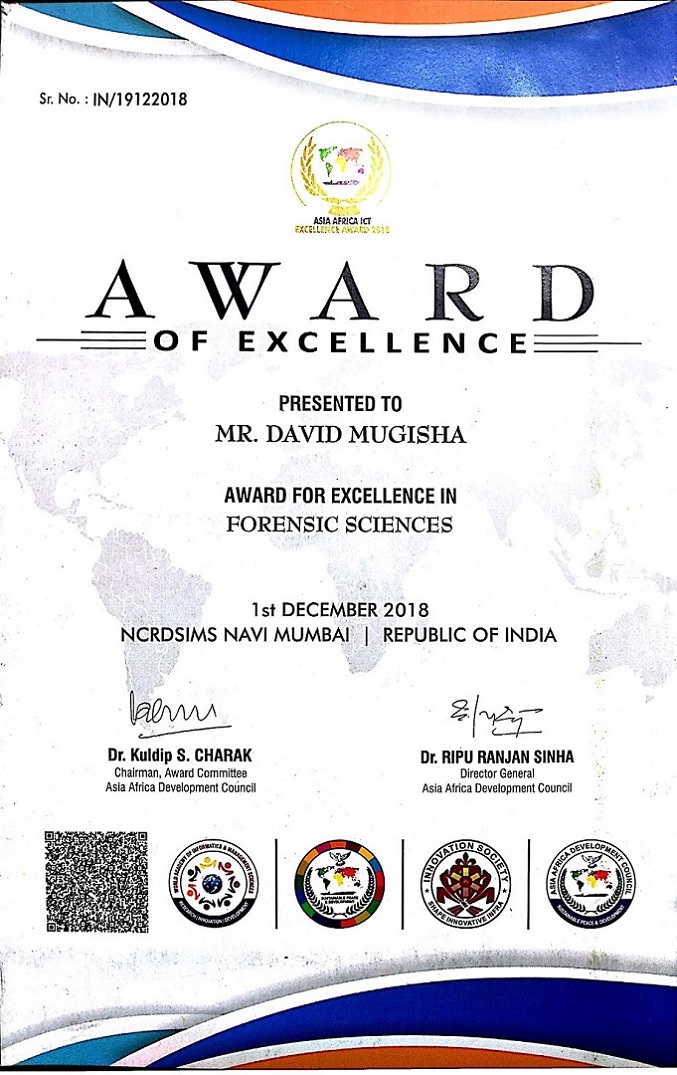 Sr. No. : IN/19122018
ASIA AFRICA ICT
EXCELLENCE AWARD 2018
AWARD
OF EXCELLENCE
PRESENTED TO
MR. DAVID MUGISHA
AWARD FOR EXCELLENCE IN
FORENSIC SCIENCES
1st DECEMBER 2018
NCRDSIMS NAVI MUMBAI | REPUBLIC OF INDIA
Dr. Kuldip S. CHARAK
Chairman, Award Committee
Asia Africa Development Council
Dr. RIPU RANJAN SINHA
Director General
Asia Africa Development Council
WORLD ACADEMY OF INFORMATICS & MANAGEMENT SCIENCES
RESEARCH | INNOVATION | DEVELOPMENT
SUSTAINABLE PEACE
& DEVELOPMENT
INNOVATION SOCIETY
SHAPE INNOVATIVE INFRA
ASIA AFRICA DEVELOPMENT COUNCIL
SUSTAINABLE PEACE & DEVELOPMENT